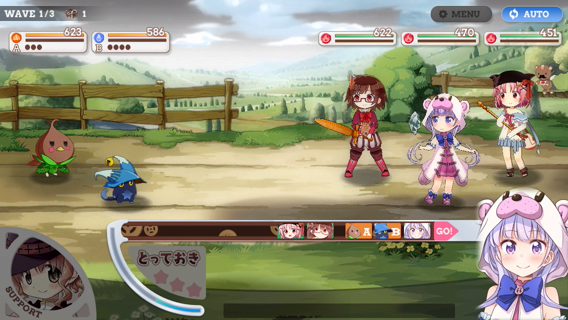 WAVE 1/3 1
MENU
AUTO
623
A
586
B
622
470
451
A B GO!
とっておき
SUPPORT